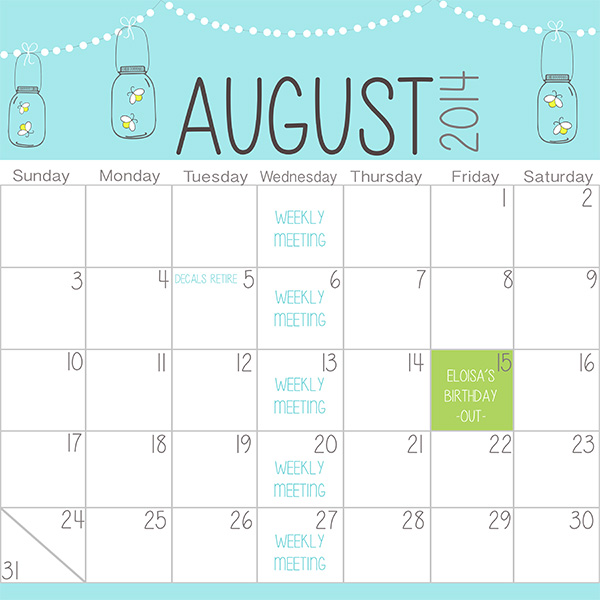 AUGUST 2014
Sunday Monday Tuesday Wednesday Thursday Friday Saturday
WEEKLY
MEETING
1 2
3 4 DECALS RETIRE 5 6 7 8 9
WEEKLY
MEETING
10 11 12 13 14 15 16
WEEKLY
MEETING
ELOISA'S
BIRTHDAY
-OUT-
17 18 19 20 21 22 23
WEEKLY
MEETING
24 25 26 27 28 29 30
WEEKLY
MEETING
31